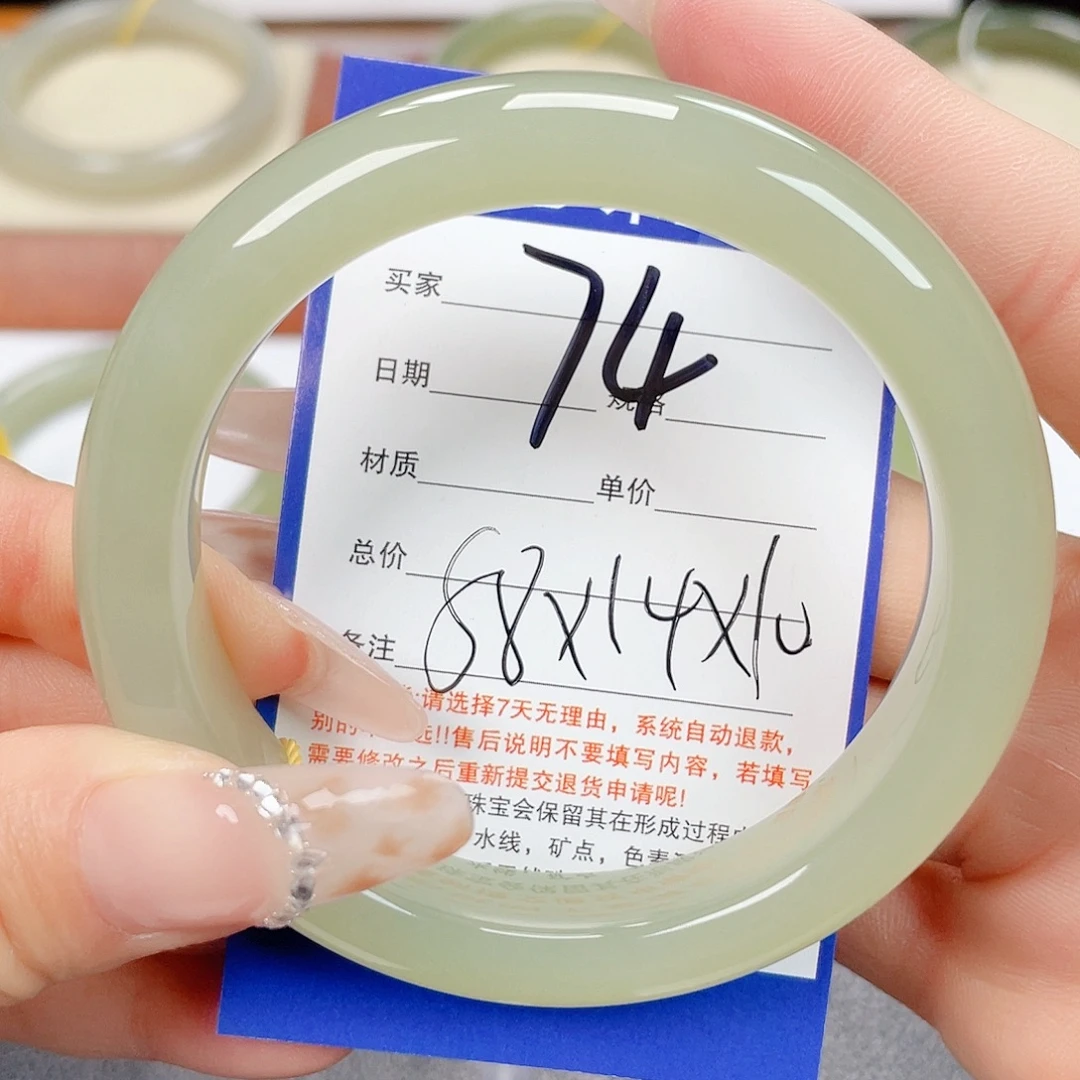 74
买家
日期 规格
材质 单价
总价
58x14x10
备注
请选择7天无理由，系统自动退款，
别的 选!!售后说明不要填写内容，若填写
需要修改之后重新提交退货申请呢!
珠宝会保留其在形成过程
水线，矿点，色素